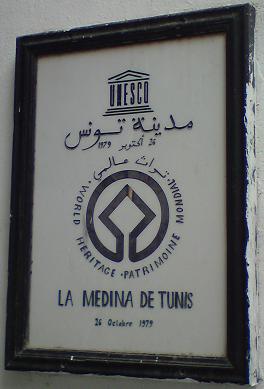 UNESCO
مدينة تونس
26 أكتوبر 1979
تراث عالمي · WORLD HERITAGE · PATRIMOINE MONDIAL ·
LA MEDINA DE TUNIS
26 Octobre 1979